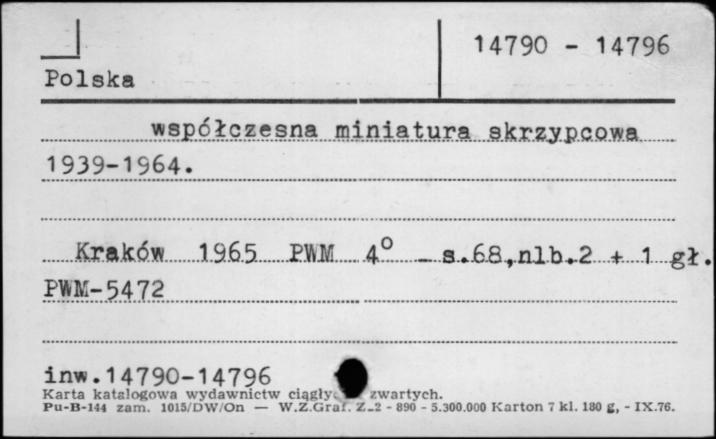 14790 - 14796
Polska
współczesna miniatura skrzypcowa
1939-1964.
Kraków 1965 PWM 4° - s.68,nlb.2 + 1 gł.
PWM-5472
inw.14790-14796
Karta katalogowa wydawnictw ciągły zwartych.
Pu-B-144 zam. 1015/DW/On — W.Z.Graf. Z-2 - 890 - 5.300.000 Karton 7 kl. 180 g, - IX.76.